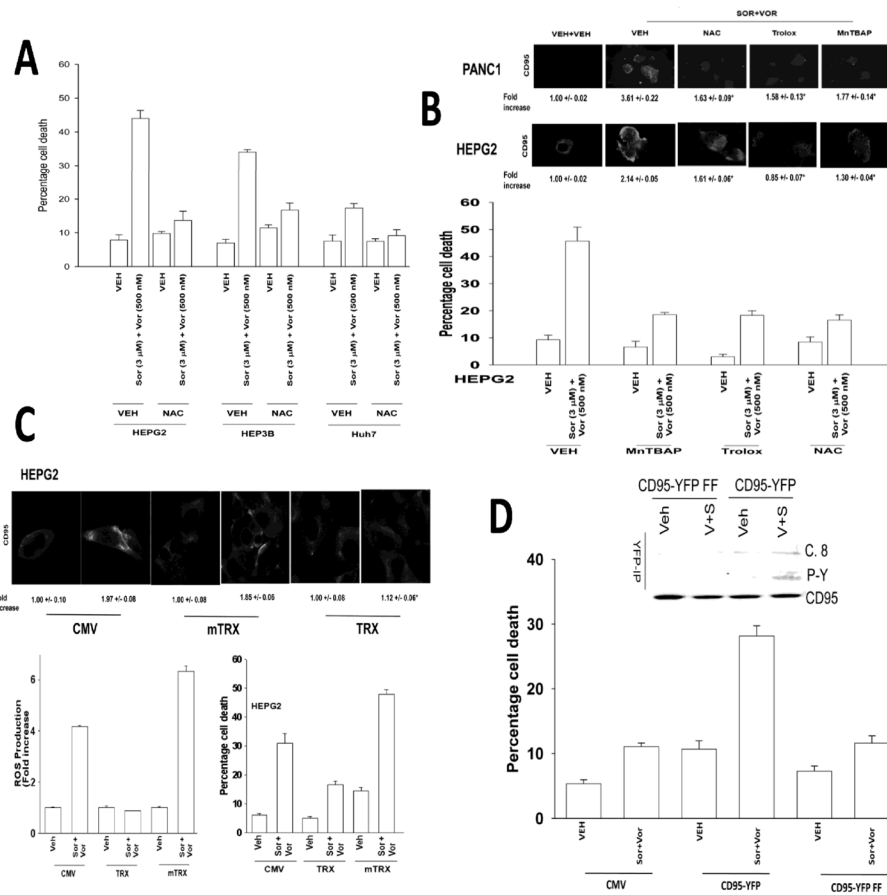 A
Percentage cell death
60
50
40
30
20
10
0
VEH
Sor (3 μM) + Vor (500 nM)
VEH
Sor (3 μM) + Vor (500 nM)
VEH
Sor (3 μM) + Vor (500 nM)
VEH
Sor (3 μM) + Vor (500 nM)
VEH
Sor (3 μM) + Vor (500 nM)
VEH
Sor (3 μM) + Vor (500 nM)
VEH NAC VEH NAC VEH NAC
HEPG2 HEP3B Huh7
B
SOR+VOR
VEH+VEH VEH NAC Trolox MnTBAP
PANC1
CD95
Fold increase
1.00 +/- 0.02 3.61 +/- 0.22 1.63 +/- 0.09* 1.58 +/- 0.13* 1.77 +/- 0.14*
HEPG2
CD95
Fold increase
1.00 +/- 0.02 2.14 +/- 0.05 1.61 +/- 0.06* 0.85 +/- 0.07* 1.30 +/- 0.04*
Percentage cell death
60
50
40
30
20
10
0
HEPG2
VEH
Sor (3 μM) +
Vor (500 nM)
VEH
Sor (3 μM) +
Vor (500 nM)
VEH
Sor (3 μM) +
Vor (500 nM)
VEH
Sor (3 μM) +
Vor (500 nM)
VEH MnTBAP Trolox NAC
C
HEPG2
CD95
old
crease
1.00 +/- 0.10 1.97 +/- 0.08 1.00 +/- 0.08 1.85 +/- 0.06 1.00 +/- 0.08 1.12 +/- 0.06*
CMV mTRX TRX
ROS Production
(Fold increase)
6
4
2
0
Veh
Sor +
Vor
Veh
Sor +
Vor
Veh
Sor +
Vor
CMV TRX mTRX
Percentage cell death
60
50
40
30
20
10
0
HEPG2
Veh
Sor +
Vor
Veh
Sor +
Vor
Veh
Sor +
Vor
CMV TRX mTRX
D
CD95-YFP FF CD95-YFP
Veh V+S Veh V+S
YFP-IP
C. 8
P-Y
CD95
Percentage cell death
40
30
20
10
0
VEH
Sor+Vor
VEH
Sor+Vor
VEH
Sor+Vor
CMV CD95-YFP CD95-YFP FF